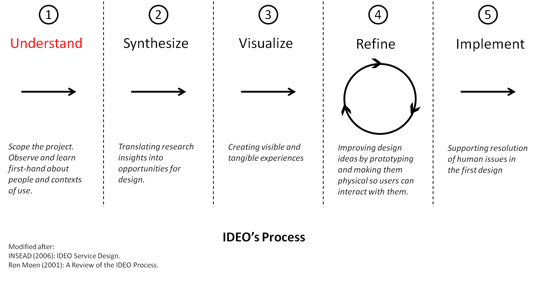 1
Understand
Scope the project.
Observe and learn
first-hand about
people and contexts
of use.
2
Synthesize
Translating research
insights into
opportunities for
design.
3
Visualize
Creating visible and
tangible experiences
4
Refine
Improving design
ideas by prototyping
and making them
physical so users can
interact with them.
5
Implement
Supporting resolution
of human issues in
the first design
IDEO's Process
Modified after:
INSEAD (2006): IDEO Service Design.
Ron Moen (2001): A Review of the IDEO Process.